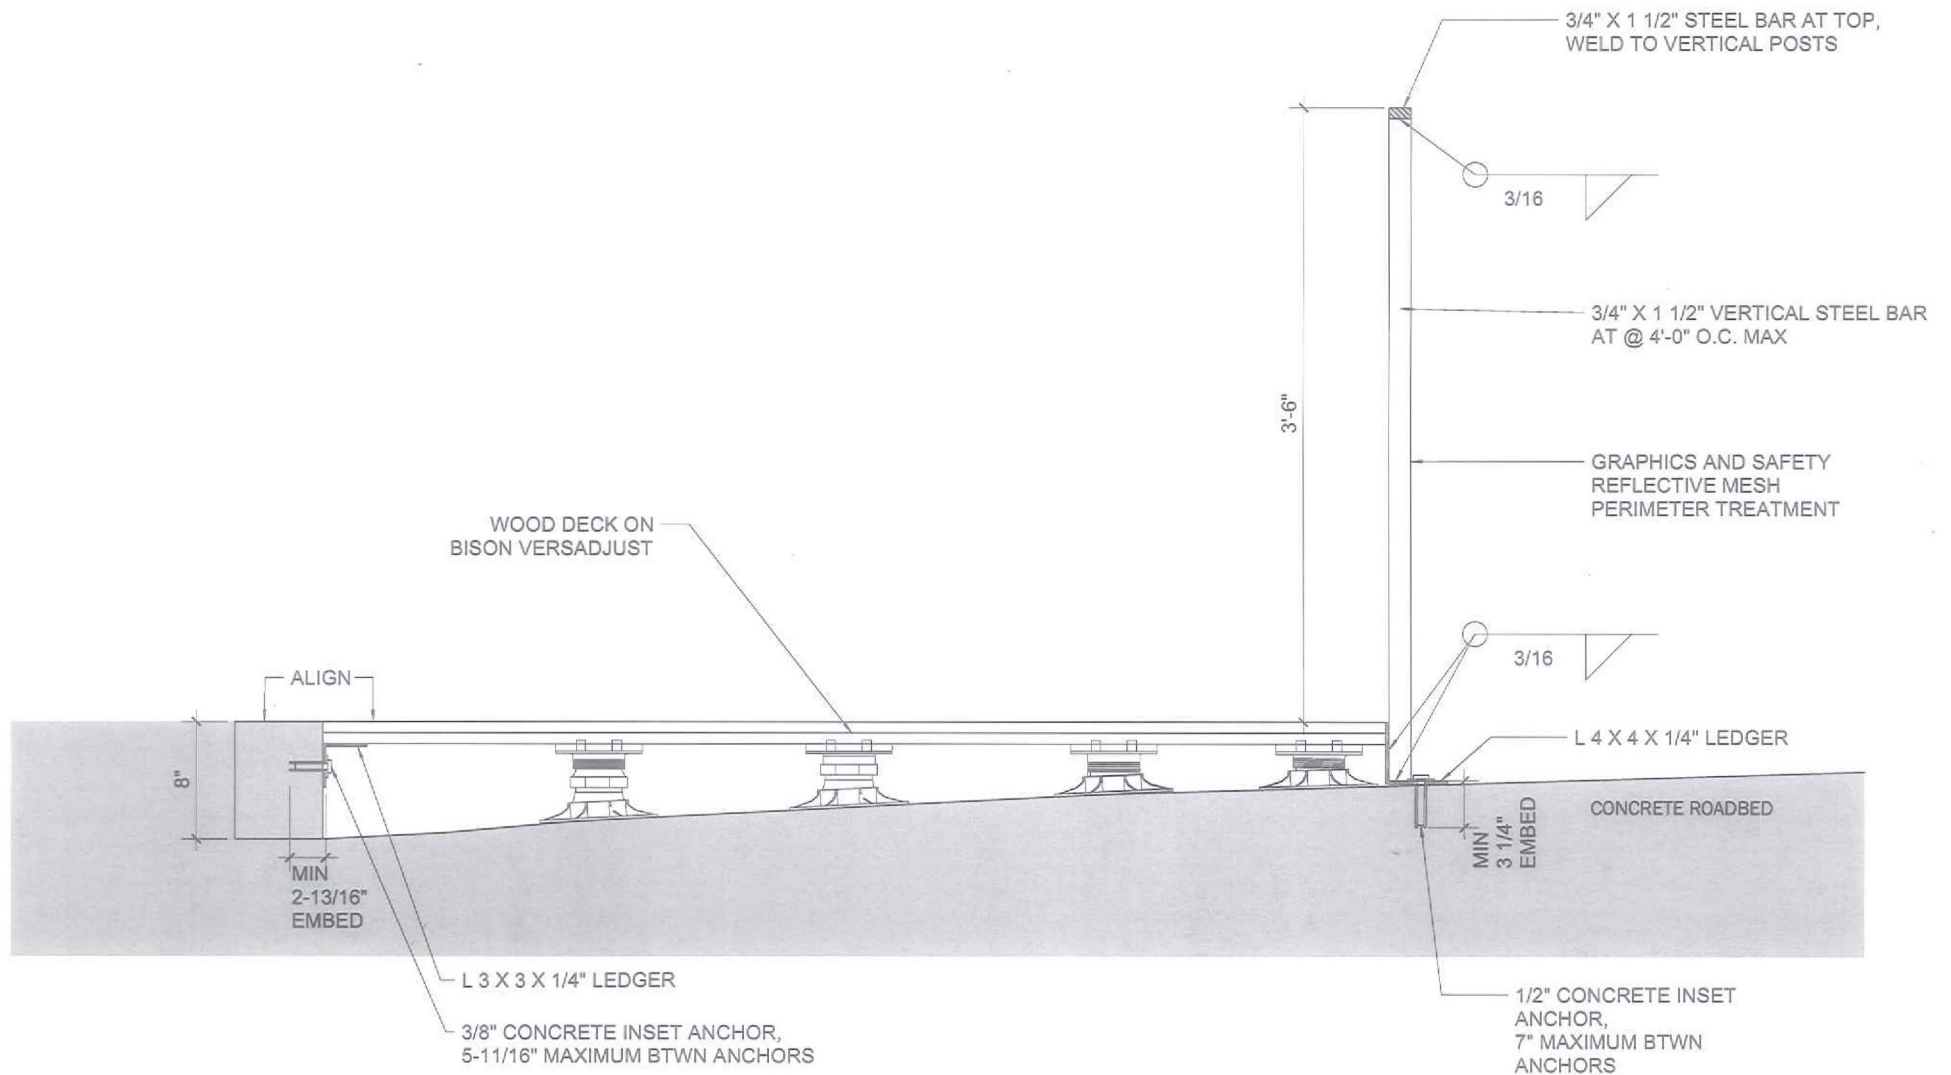 3/4" X 1 1/2" STEEL BAR AT TOP,
WELD TO VERTICAL POSTS
3/16
3/4" X 1 1/2" VERTICAL STEEL BAR
AT @ 4'-0" O.C. MAX
3'-6"
GRAPHICS AND SAFETY
REFLECTIVE MESH
PERIMETER TREATMENT
WOOD DECK ON
BISON VERSADJUST
3/16
ALIGN
L 4 X 4 X 1/4" LEDGER
8"
CONCRETE ROADBED
MIN
3 1/4"
EMBED
MIN
2-13/16"
EMBED
L 3 X 3 X 1/4" LEDGER
3/8" CONCRETE INSET ANCHOR,
5-11/16" MAXIMUM BTWN ANCHORS
1/2" CONCRETE INSET
ANCHOR,
7" MAXIMUM BTWN
ANCHORS